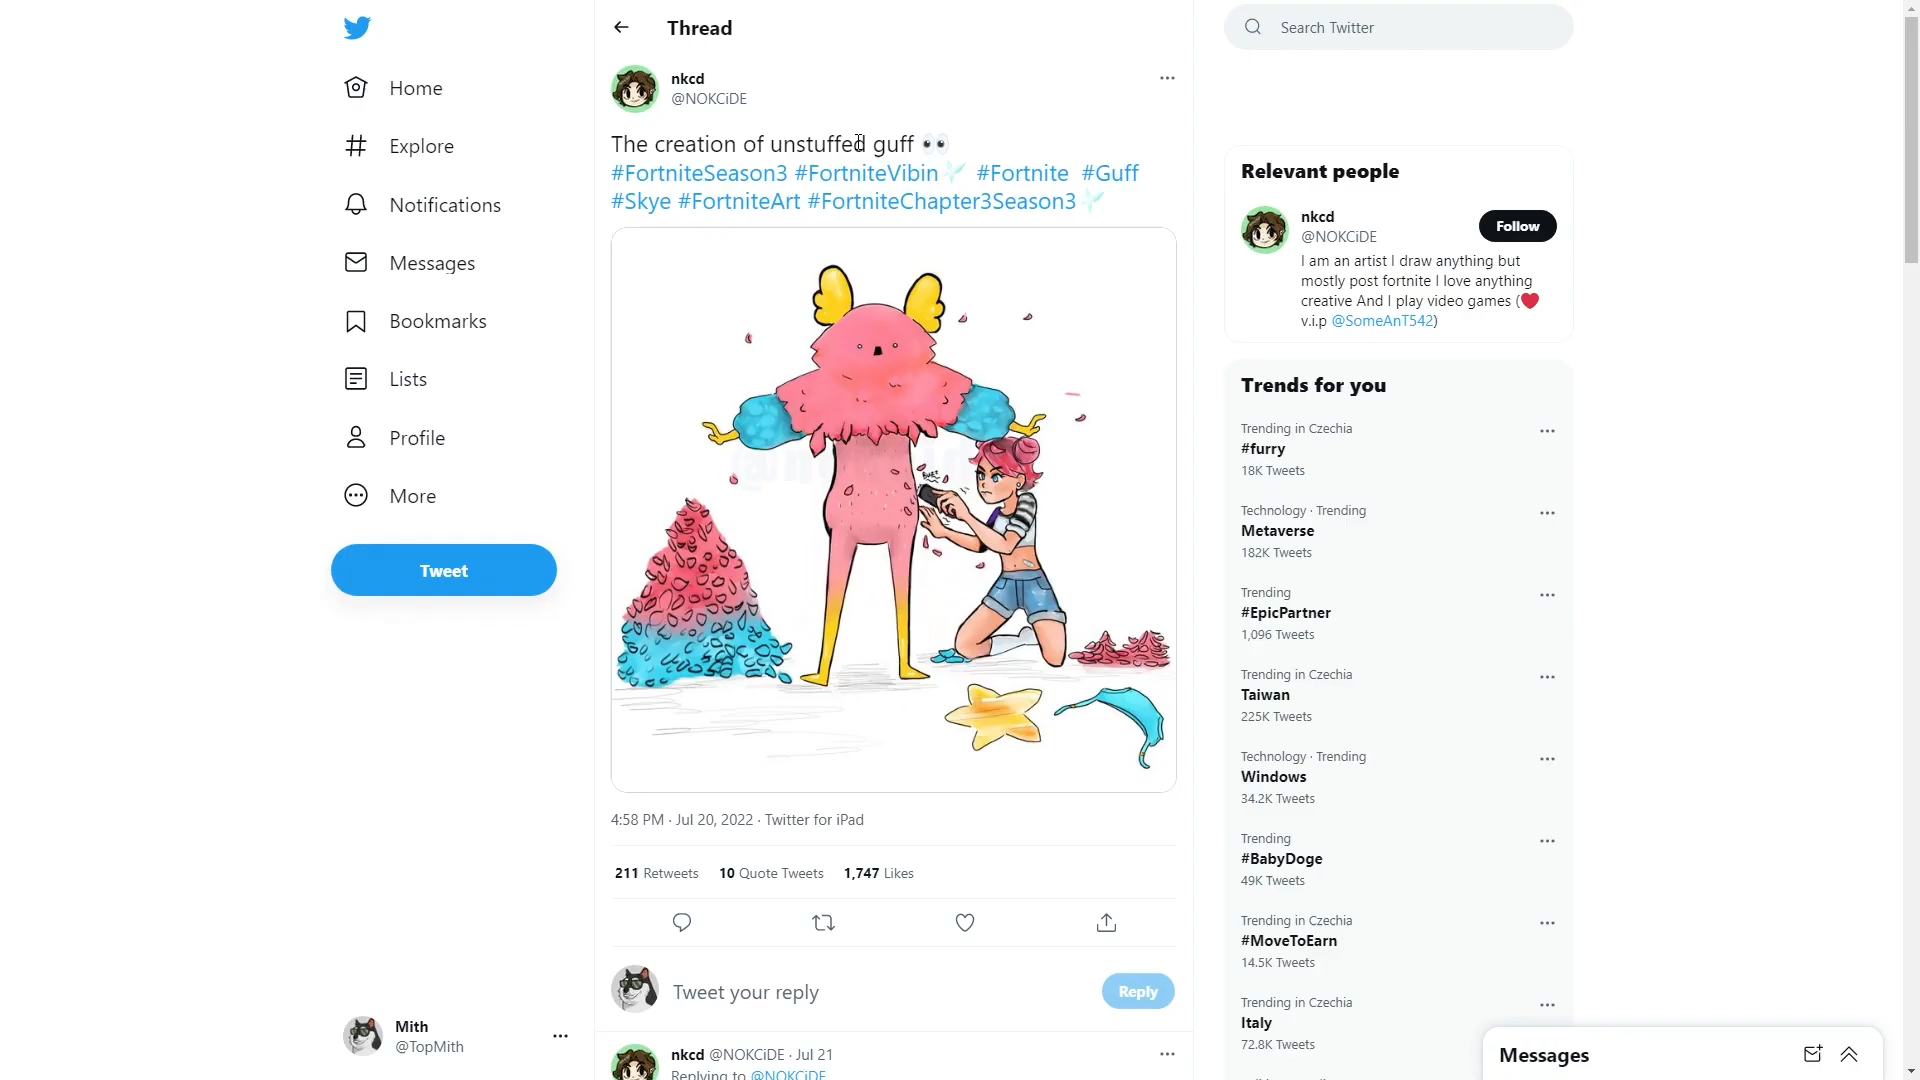 Home
Explore
Notifications
Messages
Bookmarks
Lists
Profile
More
Tweet
Mith
@TopMith
Thread
nkcd
@NOKCiDE
The creation of unstuffed guff 👀
#FortniteSeason3 #FortniteVibin #Fortnite #Guff
#Skye #FortniteArt #FortniteChapter3Season3
BUZZ
4:58 PM · Jul 20, 2022 · Twitter for iPad
211 Retweets 10 Quote Tweets 1,747 Likes
Tweet your reply
Reply
nkcd @NOKCiDE · Jul 21
Replying to @NOKCiDE
Search Twitter
Relevant people
nkcd
@NOKCiDE
Follow
I am an artist I draw anything but
mostly post fortnite I love anything
creative And I play video games (❤️
v.i.p @SomeAnT542)
Trends for you
Trending in Czechia
#furry
18K Tweets
Technology · Trending
Metaverse
182K Tweets
Trending
#EpicPartner
1,096 Tweets
Trending in Czechia
Taiwan
225K Tweets
Technology · Trending
Windows
34.2K Tweets
Trending
#BabyDoge
49K Tweets
Trending in Czechia
#MoveToEarn
14.5K Tweets
Trending in Czechia
Italy
72.8K Tweets
Messages